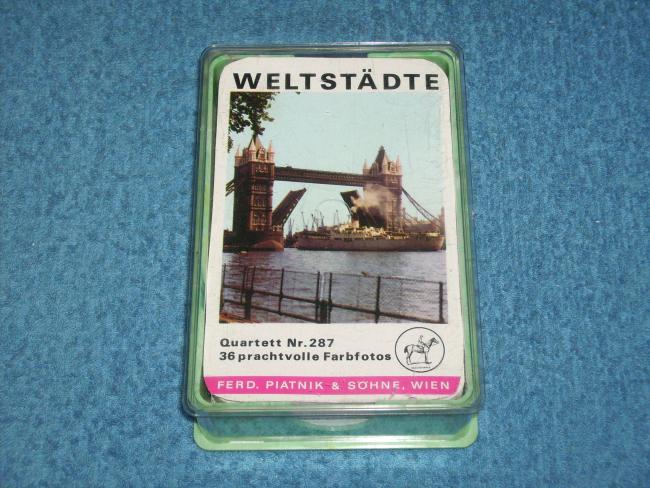 WELTSTÄDTE
Quartett Nr. 287
36 prachtvolle Farbfotos
FERD. PIATNIK & SÖHNE, WIEN